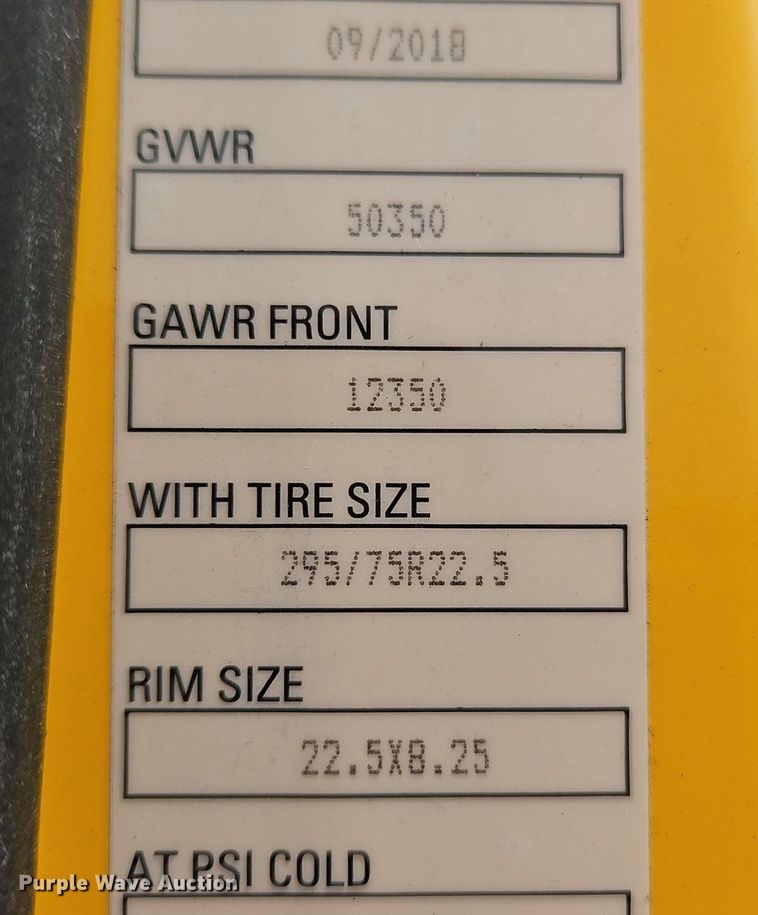 09/2018
GVWR
50350
GAWR FRONT
12350
WITH TIRE SIZE
295/75R22.5
RIM SIZE
22.5X8.25
AT PSI COLD
Purple Wave Auction